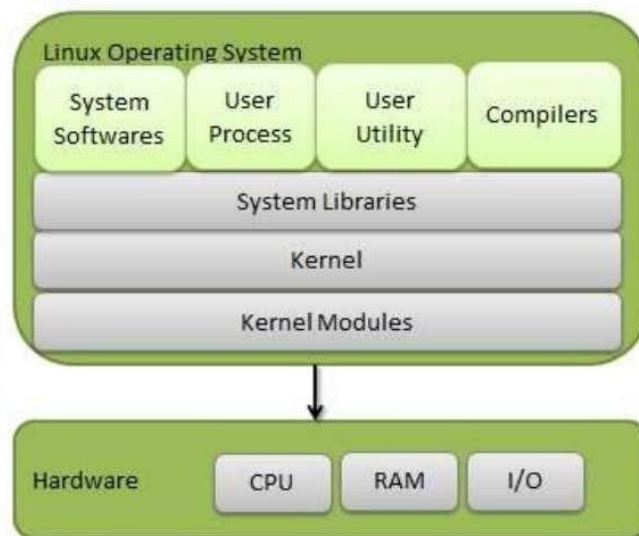 Linux Operating System
System
Softwares
User
Process
User
Utility
Compilers
System Libraries
Kernel
Kernel Modules
Hardware
CPU
RAM
I/O